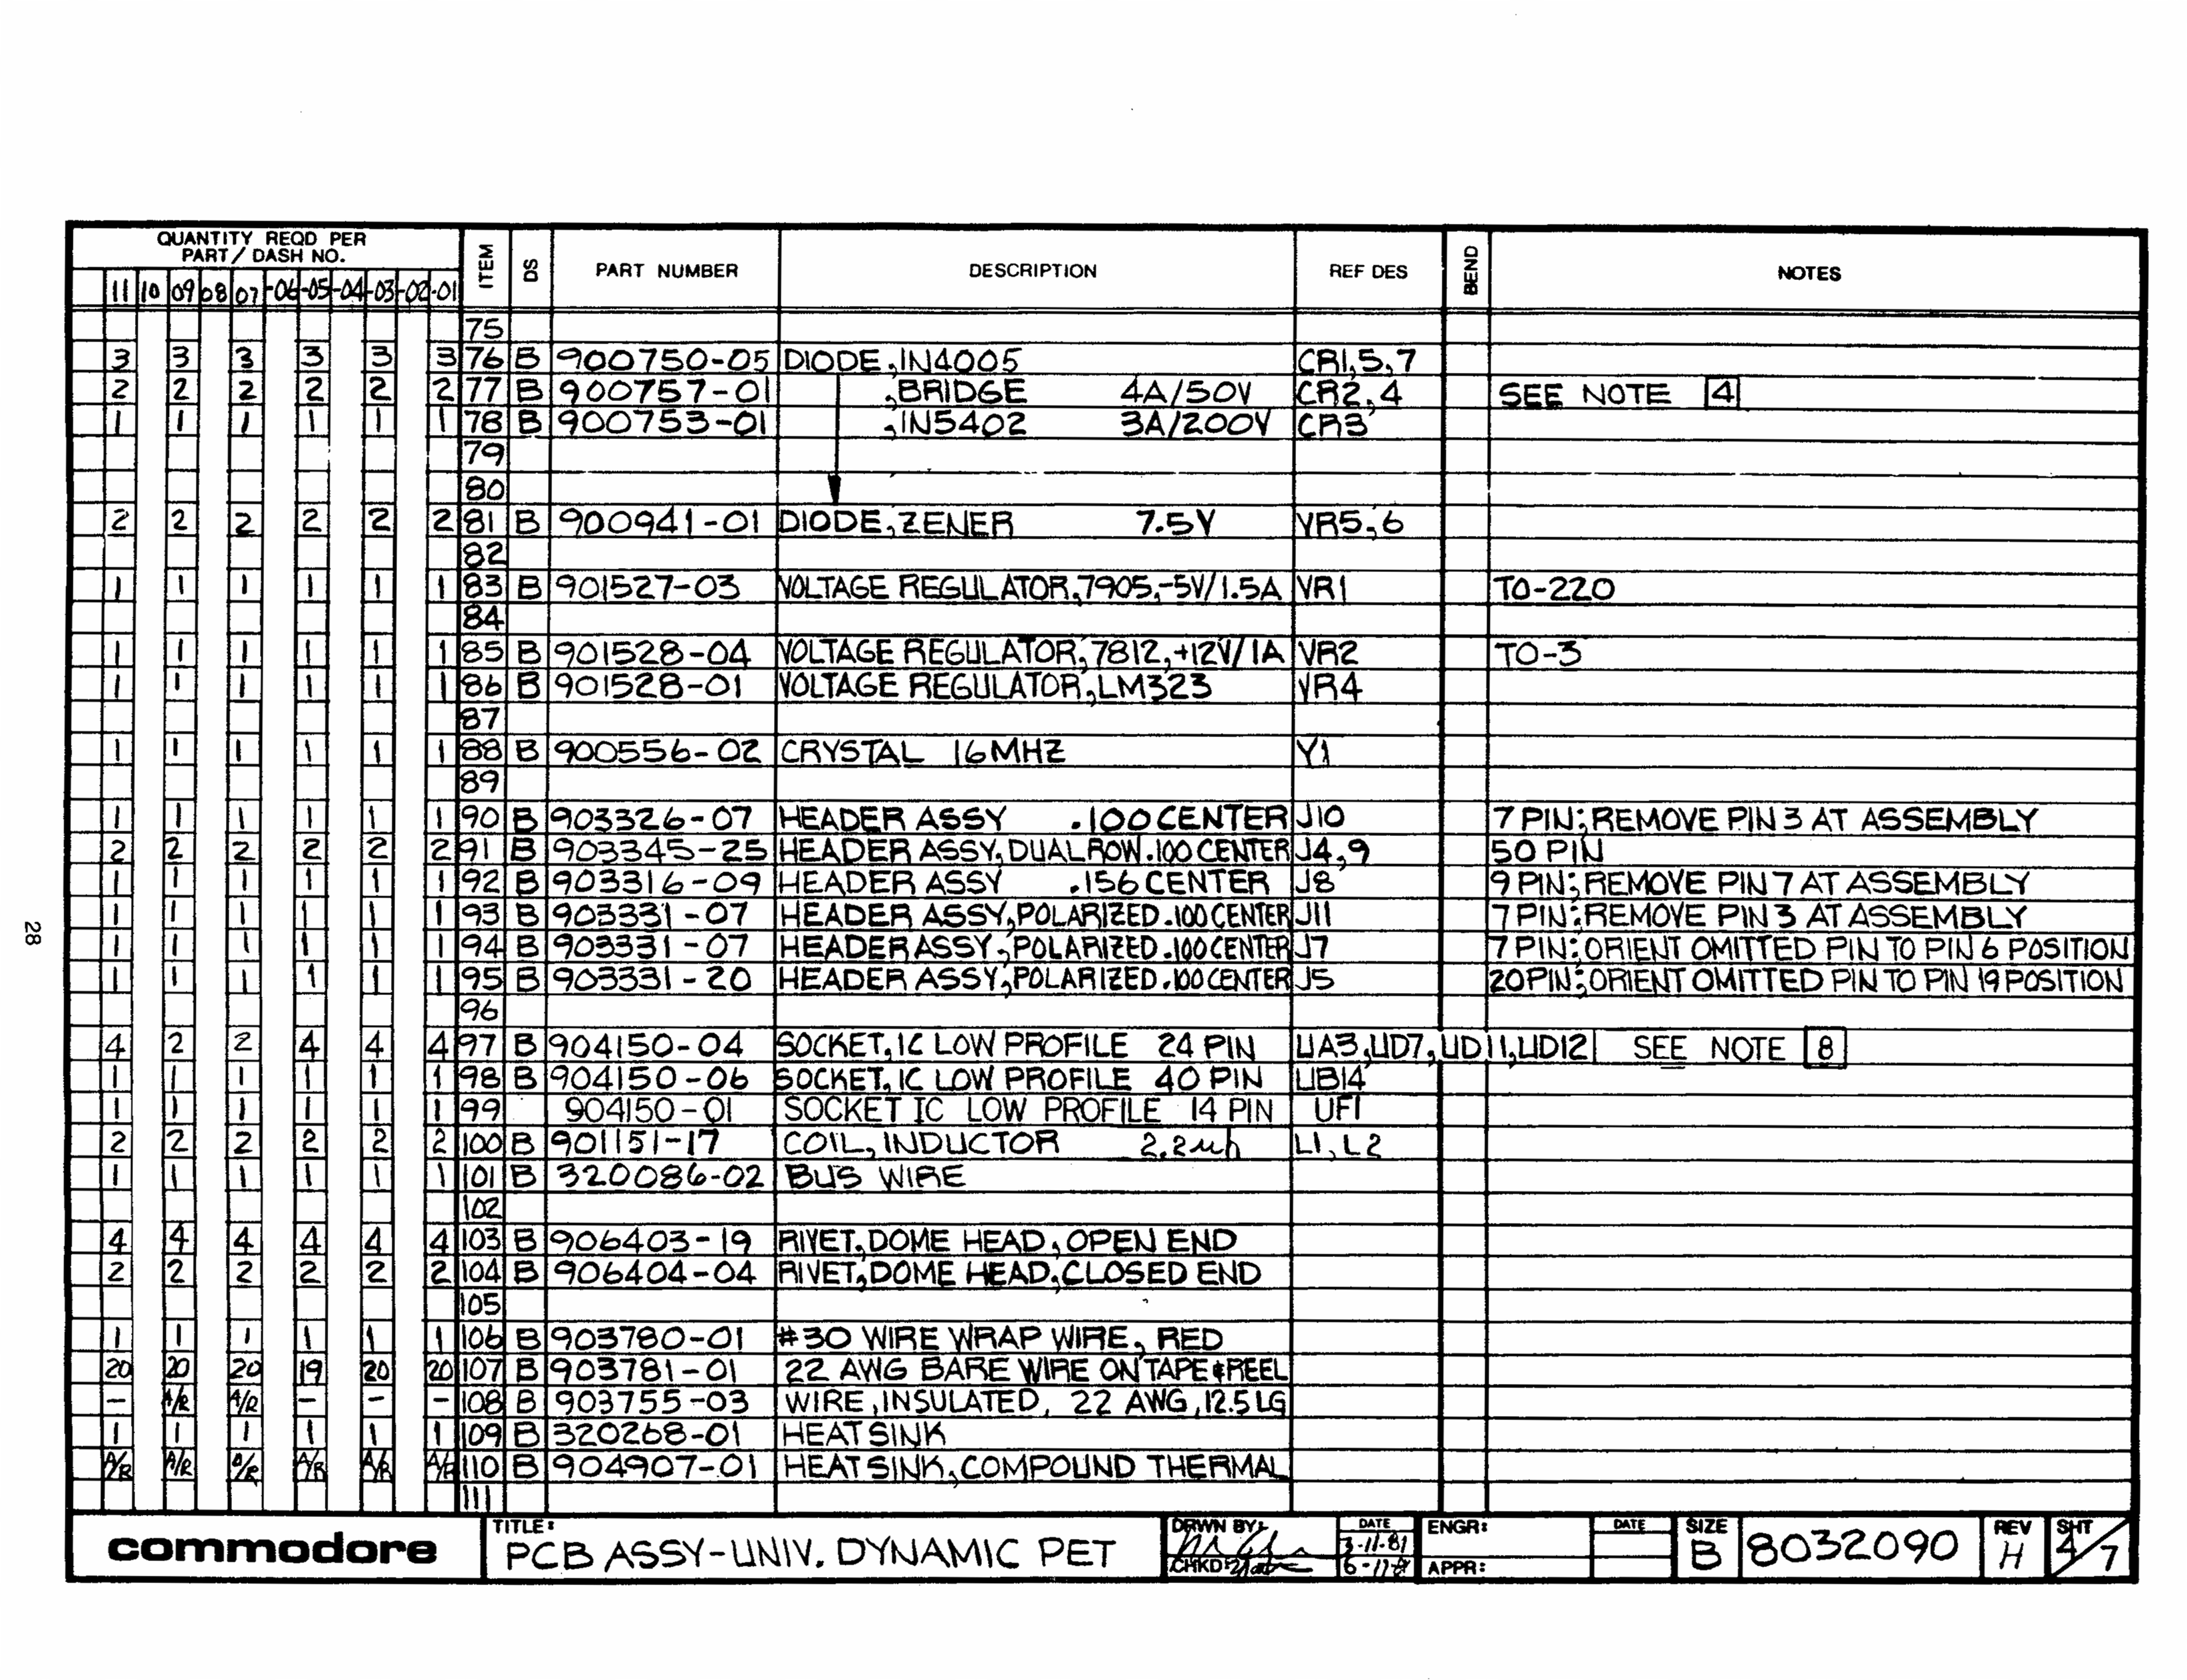 QUANTITY REQD PER
PART/DASH NO.
11 10 09 08 07 -06 -05 -04 -03 -02 -01 ITEM DS PART NUMBER DESCRIPTION REF DES BEND NOTES
75
3 3 3 3 3 3 76 B 900750-05 DIODE, IN4005 CR1,5,7
2 2 2 2 2 2 77 B 900757-01 ,BRIDGE 4A/50V CR2,4 SEE NOTE 4
1 1 1 1 1 1 78 B 900753-01 ,IN5402 3A/200V CR3
79
80
2 2 2 2 2 2 81 B 900941-01 DIODE, ZENER 7.5V VR5,6
82
1 1 1 1 1 1 83 B 901527-03 VOLTAGE REGULATOR, 7905,-5V/1.5A VR1 TO-220
84
1 1 1 1 1 1 85 B 901528-04 VOLTAGE REGULATOR, 7812,+12V/1A VR2 TO-3
1 1 1 1 1 1 86 B 901528-01 VOLTAGE REGULATOR, LM323 VR4
87
1 1 1 1 1 1 88 B 900556-02 CRYSTAL 16MHZ Y1
89
1 1 1 1 1 1 90 B 903326-07 HEADER ASSY .100 CENTER J10 7 PIN; REMOVE PIN 3 AT ASSEMBLY
2 2 2 2 2 2 91 B 903345-25 HEADER ASSY, DUAL ROW .100 CENTER J4,9 50 PIN
1 1 1 1 1 1 92 B 903316-09 HEADER ASSY .156 CENTER J8 9 PIN; REMOVE PIN 7 AT ASSEMBLY
1 1 1 1 1 1 93 B 903331-07 HEADER ASSY, POLARIZED .100 CENTER J11 7 PIN; REMOVE PIN 3 AT ASSEMBLY
1 1 1 1 1 1 94 B 903331-07 HEADER ASSY, POLARIZED .100 CENTER J7 7 PIN; ORIENT OMITTED PIN TO PIN 6 POSITION
1 1 1 1 1 1 95 B 903331-20 HEADER ASSY, POLARIZED .100 CENTER J5 20 PIN; ORIENT OMITTED PIN TO PIN 19 POSITION
96
4 2 2 4 4 4 97 B 904150-04 SOCKET, IC LOW PROFILE 24 PIN UA3,UD7,UD11,UD12 SEE NOTE 8
1 1 1 1 1 1 98 B 904150-06 SOCKET, IC LOW PROFILE 40 PIN UB14
1 1 1 1 1 1 99 904150-01 SOCKET IC LOW PROFILE 14 PIN UF1
2 2 2 2 2 2 100 B 901151-17 COIL, INDUCTOR 2.2uh L1, L2
1 1 1 1 1 1 101 B 320086-02 BUS WIRE
102
4 4 4 4 4 4 103 B 906403-19 RIVET, DOME HEAD, OPEN END
2 2 2 2 2 2 104 B 906404-04 RIVET, DOME HEAD, CLOSED END
105
1 1 1 1 1 1 106 B 903780-01 #30 WIRE WRAP WIRE, RED
20 20 20 19 20 20 107 B 903781-01 22 AWG BARE WIRE ON TAPE & REEL
- A/R A/R - - - 108 B 903755-03 WIRE, INSULATED, 22 AWG, 12.5 LG
1 1 1 1 1 1 109 B 320268-01 HEATSINK
A/R A/R A/R A/R A/R A/R 110 B 904907-01 HEATSINK, COMPOUND THERMAL
111
commodore TITLE: PCB ASSY-UNIV. DYNAMIC PET DRWN BY: DATE 3-11-81 ENGR: DATE SIZE B 8032090 REV H SHT 4/7
CHKD: APPR:
28